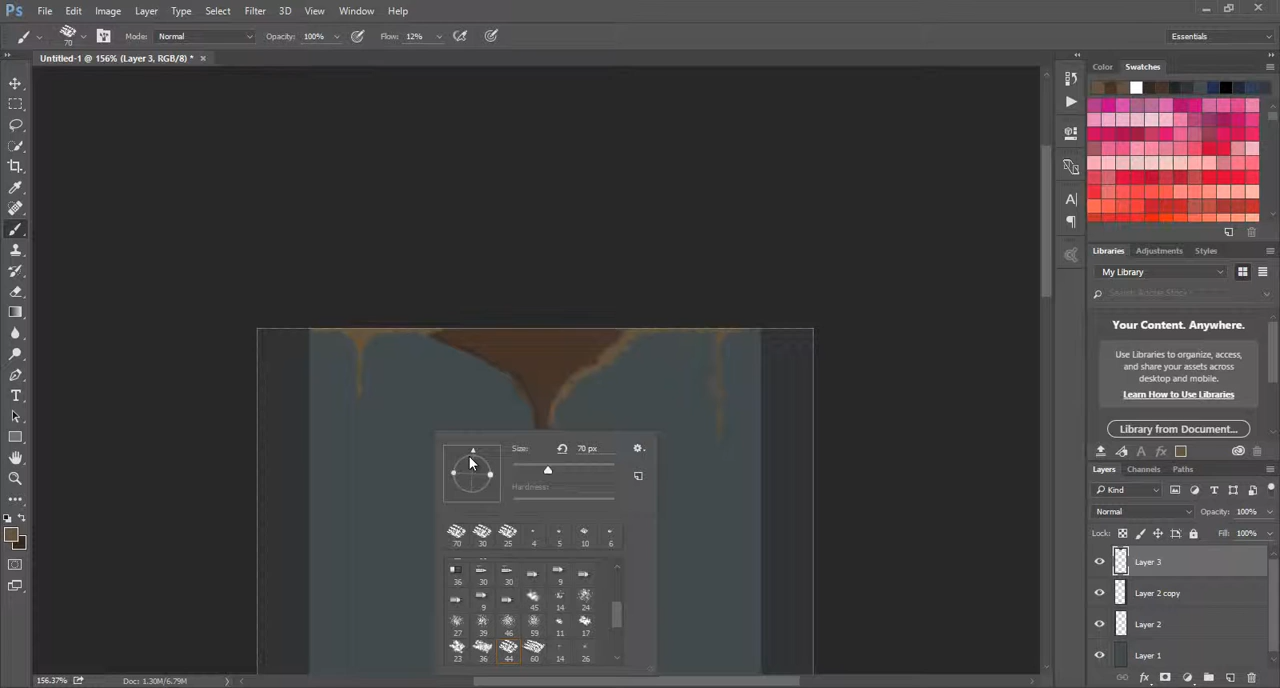 Ps File Edit Image Layer Type Select Filter 3D View Window Help
70 Mode: Normal Opacity: 100% Flow: 12% Essentials
Untitled-1 @ 156% (Layer 3, RGB/8) * ×
Color Swatches
Libraries Adjustments Styles
My Library
Your Content. Anywhere.
Use Libraries to organize, access,
and share your assets across
desktop and mobile.
Learn How to Use Libraries
Library from Document...
Size: 70 px
Hardness:
70 30 25 4 5 10 6
36 30 30 9
9 45 14 24
27 39 46 59 11 17
23 36 44 60 14 26
Layers Channels Paths
Kind
Normal Opacity: 100%
Lock: Fill: 100%
Layer 3
Layer 2 copy
Layer 2
Layer 1
156.37% Doc: 1.30M/6.79M